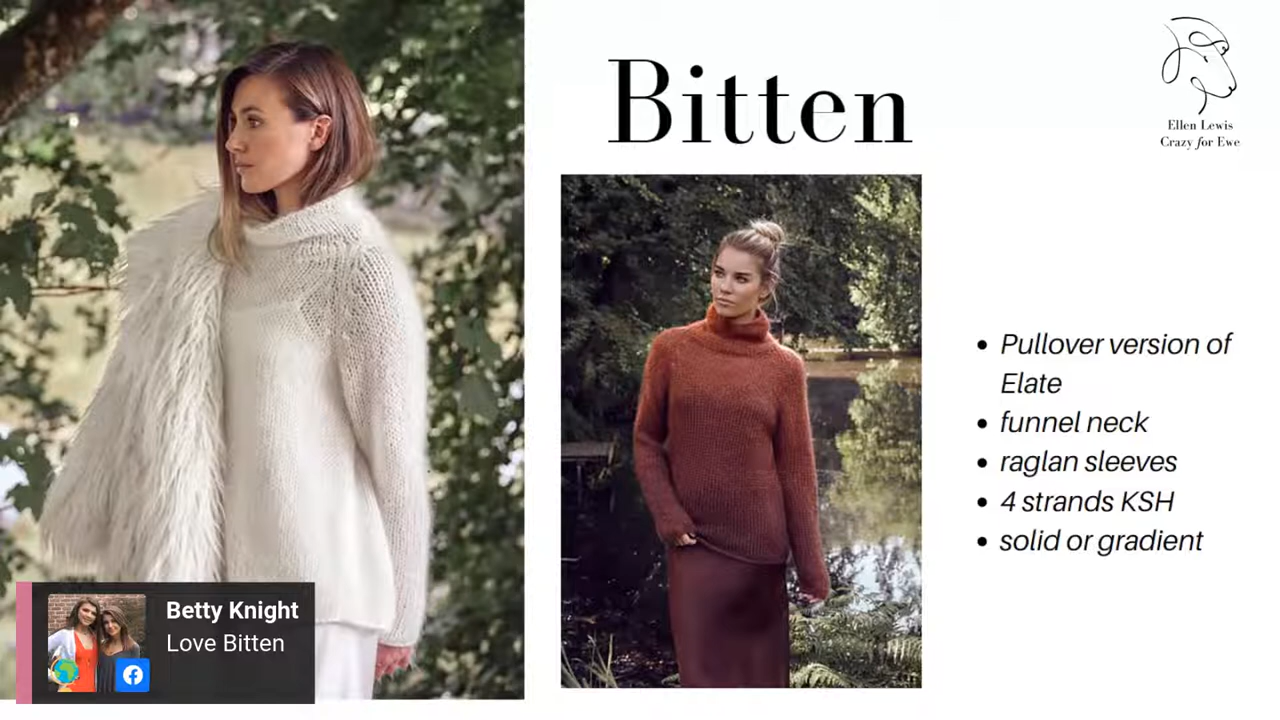 Bitten
Ellen Lewis
Crazy for Ewe
Pullover version of
Elate
funnel neck
raglan sleeves
4 strands KSH
solid or gradient
Betty Knight
Love Bitten